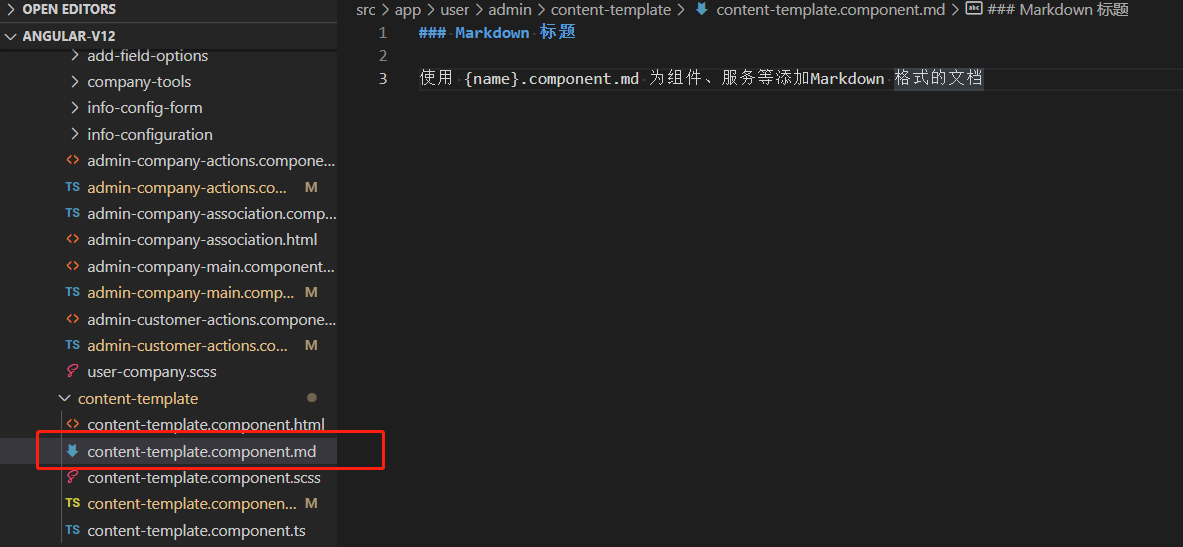 OPEN EDITORS
ANGULAR-V12
add-field-options
company-tools
info-config-form
info-configuration
<> admin-company-actions.compone...
TS admin-company-actions.co... M
TS admin-company-association.comp...
<> admin-company-association.html
<> admin-company-main.component...
TS admin-company-main.comp... M
<> admin-customer-actions.compone...
TS admin-customer-actions.co... M
user-company.scss
content-template
<> content-template.component.html
content-template.component.md
content-template.component.scss
TS content-template.componen... M
TS content-template.component.ts
src > app > user > admin > content-template > content-template.component.md > abc ### Markdown 标题
1 ### Markdown 标题
2
3 使用 {name}.component.md 为组件、服务等添加Markdown 格式的文档